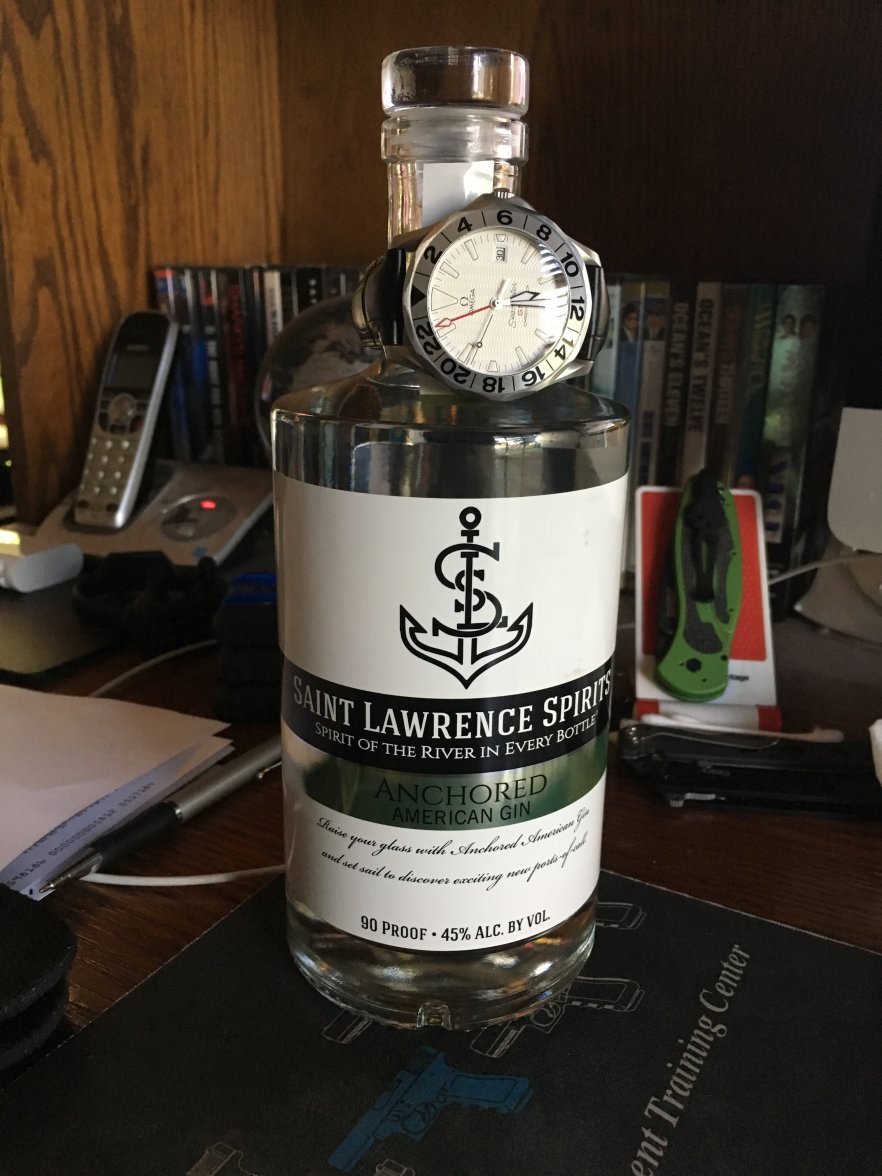 2 4 6 8 10 12 14 16 18 20 22
30
Ω
OMEGA
Seamaster
SAINT LAWRENCE SPIRITS
SPIRIT OF THE RIVER IN EVERY BOTTLE
ANCHORED
AMERICAN GIN
Raise your glass with Anchored American Gin
and set sail to discover exciting new ports-of-call
90 PROOF • 45% ALC. BY VOL.
OCEAN'S ELEVEN
OCEAN'S TWELVE
ent Training Center